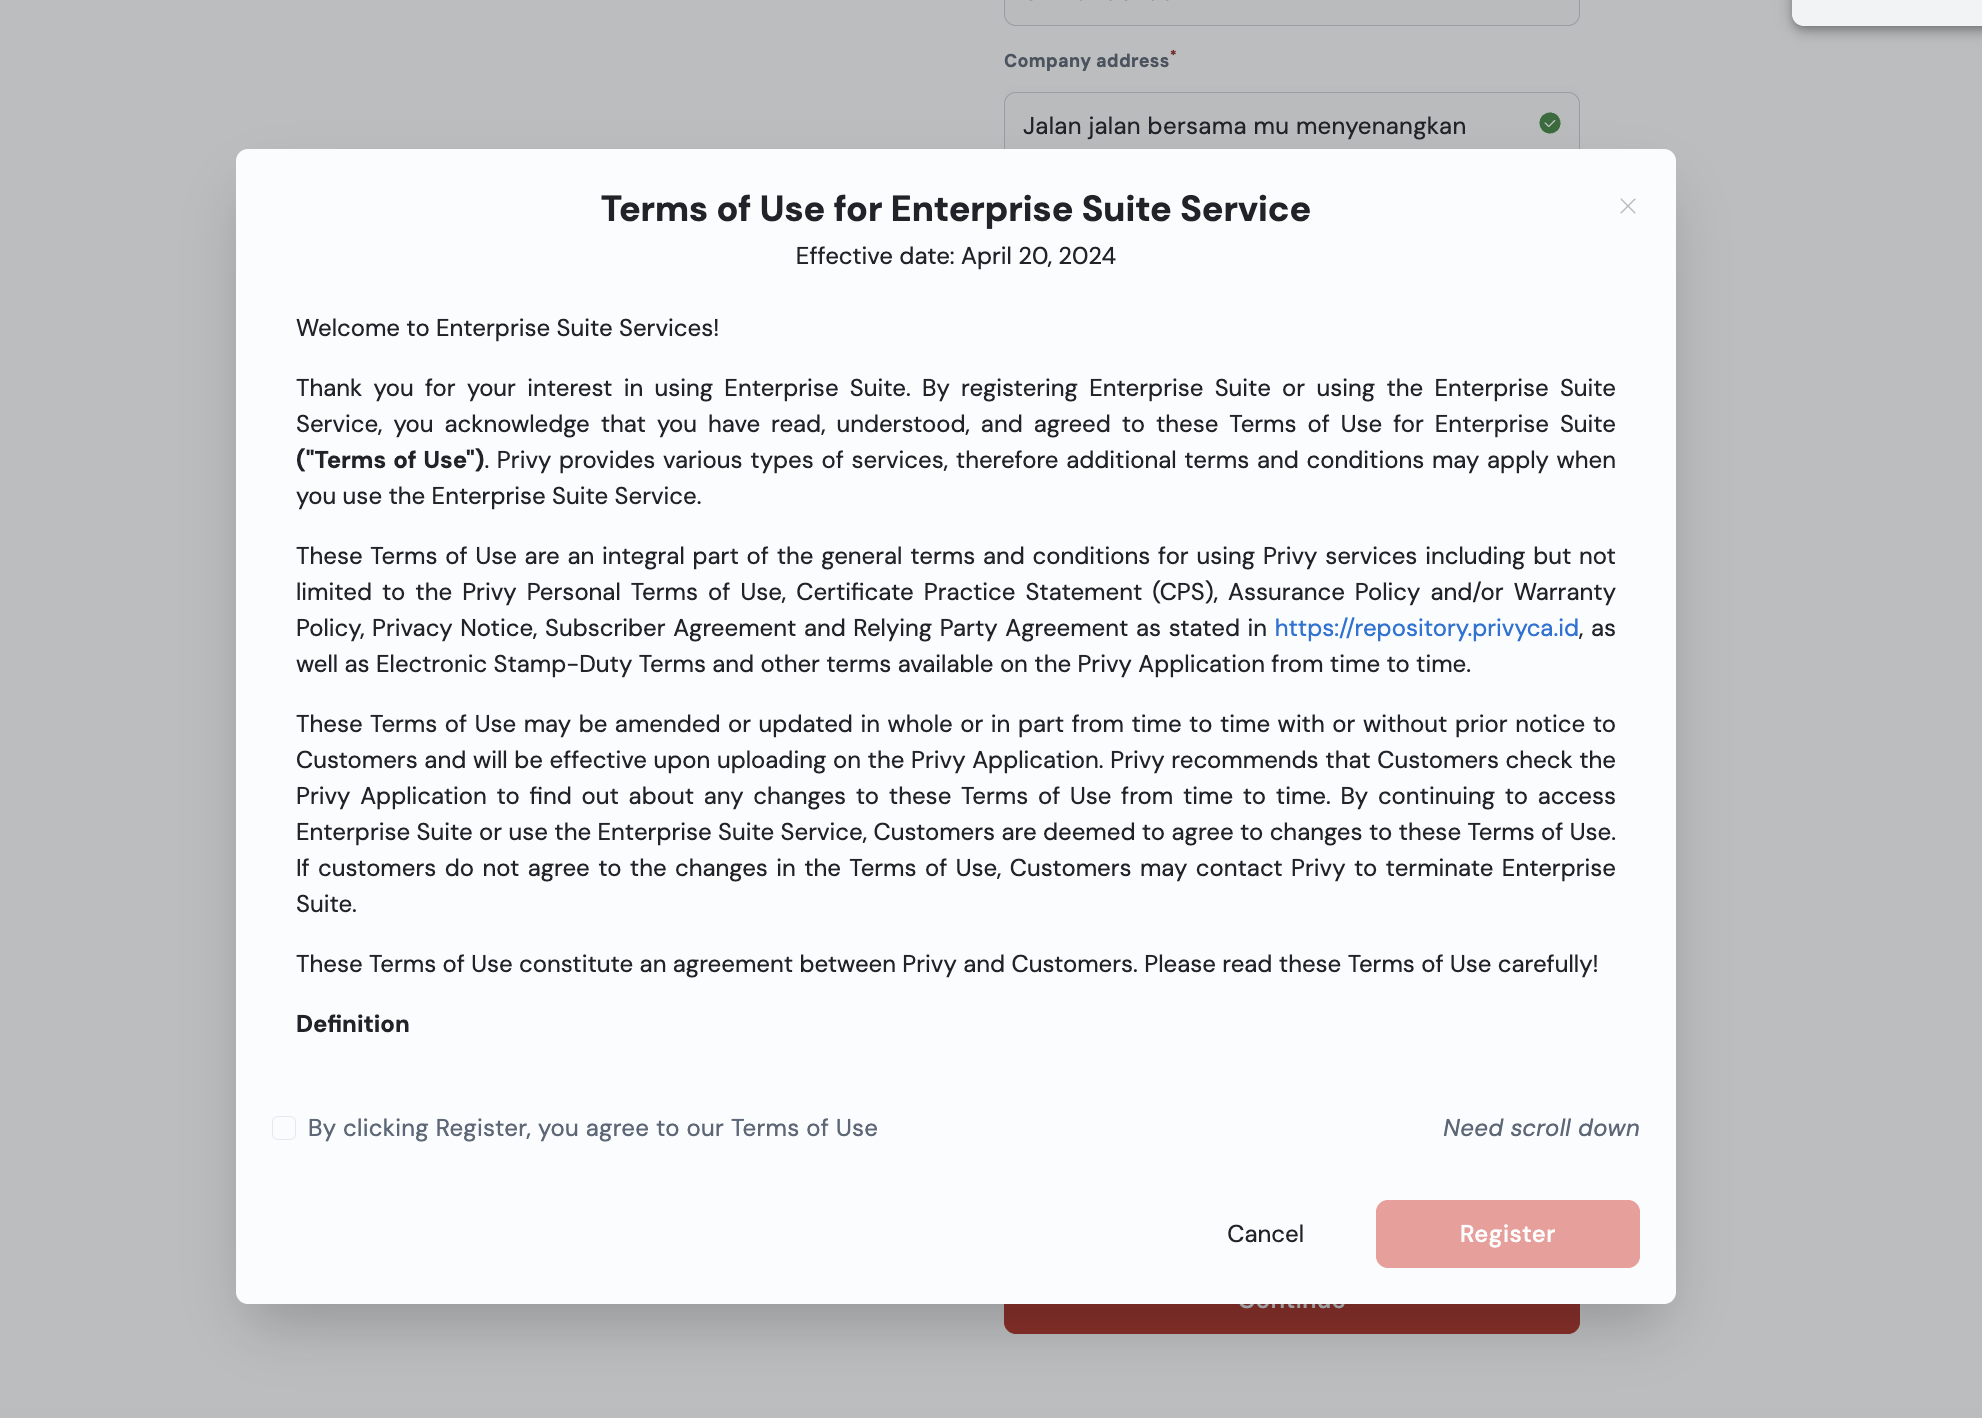 Company address*
Jalan jalan bersama mu menyenangkan
Terms of Use for Enterprise Suite Service
Effective date: April 20, 2024
Welcome to Enterprise Suite Services!
Thank you for your interest in using Enterprise Suite. By registering Enterprise Suite or using the Enterprise Suite
Service, you acknowledge that you have read, understood, and agreed to these Terms of Use for Enterprise Suite
("Terms of Use"). Privy provides various types of services, therefore additional terms and conditions may apply when
you use the Enterprise Suite Service.
These Terms of Use are an integral part of the general terms and conditions for using Privy services including but not
limited to the Privy Personal Terms of Use, Certificate Practice Statement (CPS), Assurance Policy and/or Warranty
Policy, Privacy Notice, Subscriber Agreement and Relying Party Agreement as stated in https://repository.privyca.id, as
well as Electronic Stamp-Duty Terms and other terms available on the Privy Application from time to time.
These Terms of Use may be amended or updated in whole or in part from time to time with or without prior notice to
Customers and will be effective upon uploading on the Privy Application. Privy recommends that Customers check the
Privy Application to find out about any changes to these Terms of Use from time to time. By continuing to access
Enterprise Suite or use the Enterprise Suite Service, Customers are deemed to agree to changes to these Terms of Use.
If customers do not agree to the changes in the Terms of Use, Customers may contact Privy to terminate Enterprise
Suite.
These Terms of Use constitute an agreement between Privy and Customers. Please read these Terms of Use carefully!
Definition
By clicking Register, you agree to our Terms of Use
Need scroll down
Cancel
Register
Continue